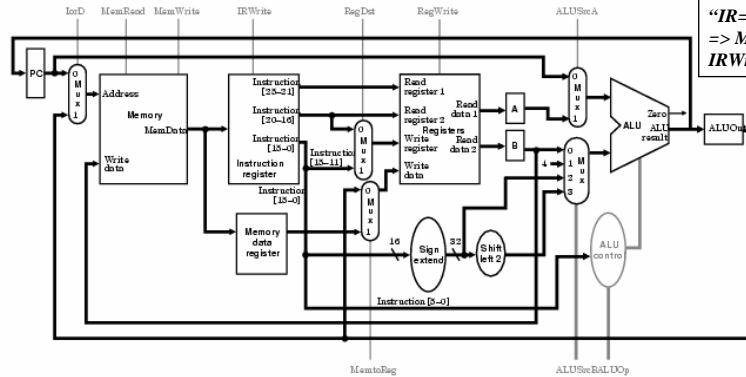 IorD MemRead MemWrite IRWrite RegDst RegWrite ALUSrcA
"IR=
=> M
IRW
PC
0
M
u
x
1
Address
Memory
MemData
Write
data
Instruction
[25–21]
Instruction
[20–16]
Instruction
[15–0]
Instruction
register
Instruction
[15–11]
Instruction
[15–0]
Memory
data
register
0
M
u
x
1
0
M
u
x
1
Read
register 1
Read
register 2
Registers
Write
register
Write
data
Read
data 1
Read
data 2
A
B
4
0
M
u
x
1
0
1
2
3
M
u
x
Zero
ALU
ALU
result
ALUOut
16
Sign
extend
32
Shift
left 2
ALU
control
Instruction [5–0]
MemtoReg
ALUSrcB
ALUOp